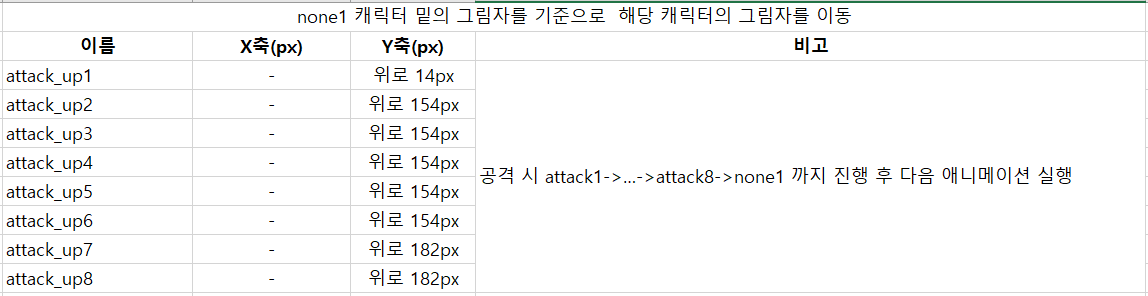 none1 캐릭터 밑의 그림자를 기준으로 해당 캐릭터의 그림자를 이동
이름 X축(px) Y축(px) 비고
attack_up1 - 위로 14px
attack_up2 - 위로 154px
attack_up3 - 위로 154px
attack_up4 - 위로 154px
공격 시 attack1->...->attack8->none1 까지 진행 후 다음 애니메이션 실행
attack_up5 - 위로 154px
attack_up6 - 위로 154px
attack_up7 - 위로 182px
attack_up8 - 위로 182px